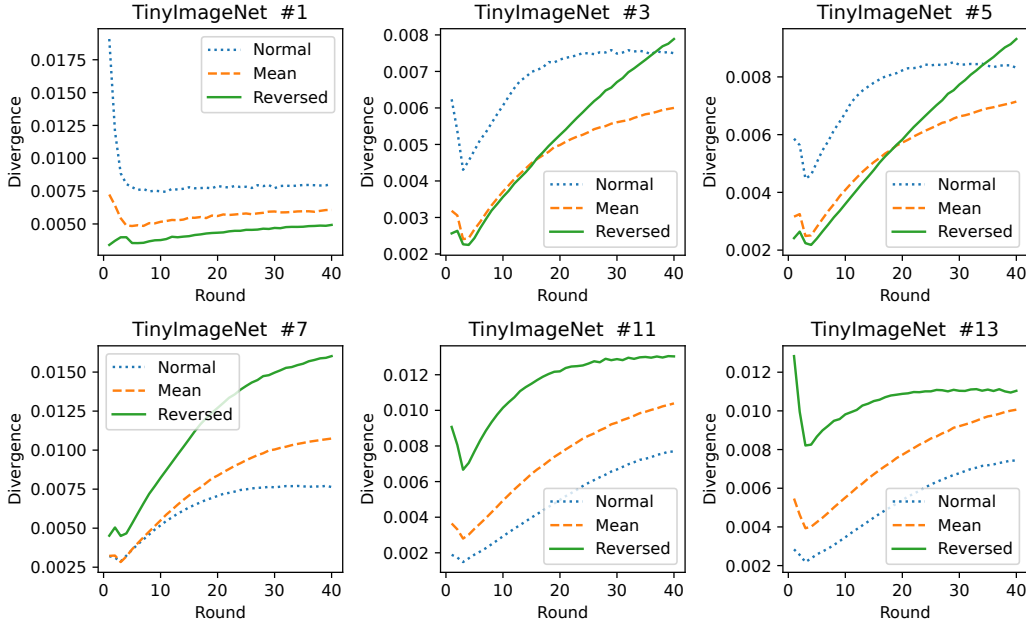 TinyImageNet #1
Divergence
0.0175
0.0150
0.0125
0.0100
0.0075
0.0050
Normal
Mean
Reversed
0 10 20 30 40
Round
TinyImageNet #3
Divergence
0.008
0.007
0.006
0.005
0.004
0.003
0.002
Normal
Mean
Reversed
0 10 20 30 40
Round
TinyImageNet #5
Divergence
0.008
0.006
0.004
0.002
Normal
Mean
Reversed
0 10 20 30 40
Round
TinyImageNet #7
Divergence
0.0150
0.0125
0.0100
0.0075
0.0050
0.0025
Normal
Mean
Reversed
0 10 20 30 40
Round
TinyImageNet #11
Divergence
0.012
0.010
0.008
0.006
0.004
0.002
Normal
Mean
Reversed
0 10 20 30 40
Round
TinyImageNet #13
Divergence
0.012
0.010
0.008
0.006
0.004
0.002
Normal
Mean
Reversed
0 10 20 30 40
Round